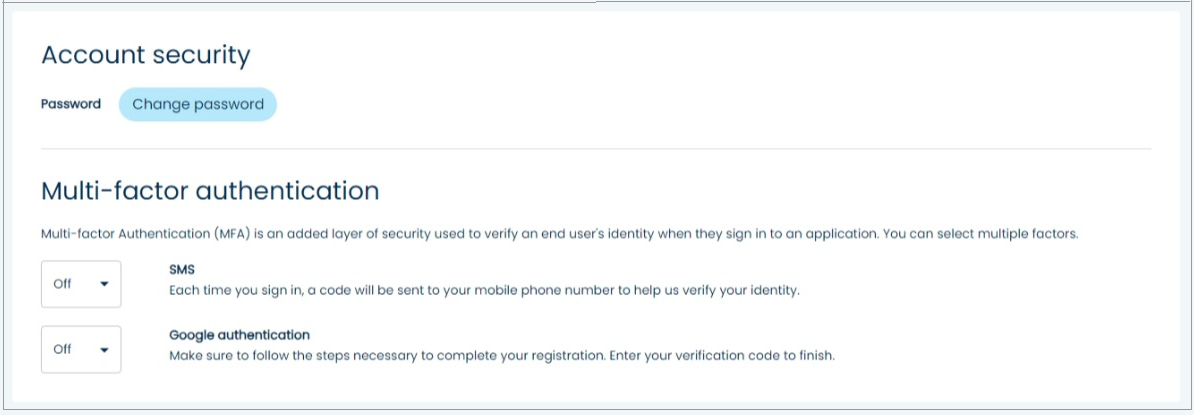 Account security
Password Change password
Multi-factor authentication
Multi-factor Authentication (MFA) is an added layer of security used to verify an end user's identity when they sign in to an application. You can select multiple factors.
Off
SMS
Each time you sign in, a code will be sent to your mobile phone number to help us verify your identity.
Off
Google authentication
Make sure to follow the steps necessary to complete your registration. Enter your verification code to finish.